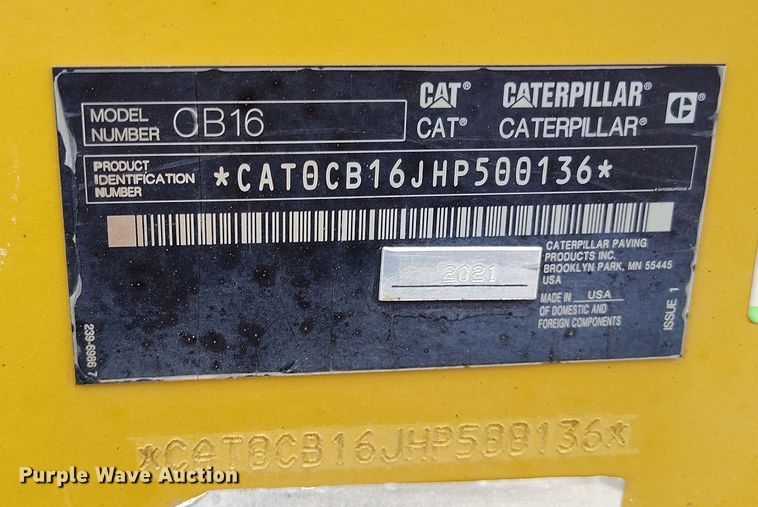 CAT® CATERPILLAR®
CAT® CATERPILLAR®
MODEL NUMBER CB16
PRODUCT IDENTIFICATION NUMBER *CAT0CB16JHP500136*
CATERPILLAR PAVING
PRODUCTS INC.
BROOKLYN PARK, MN 55445
USA
2021
MADE IN USA
OF DOMESTIC AND
FOREIGN COMPONENTS
ISSUE 1
239-6986 7
*CAT0CB16JHP500136*
Purple Wave Auction